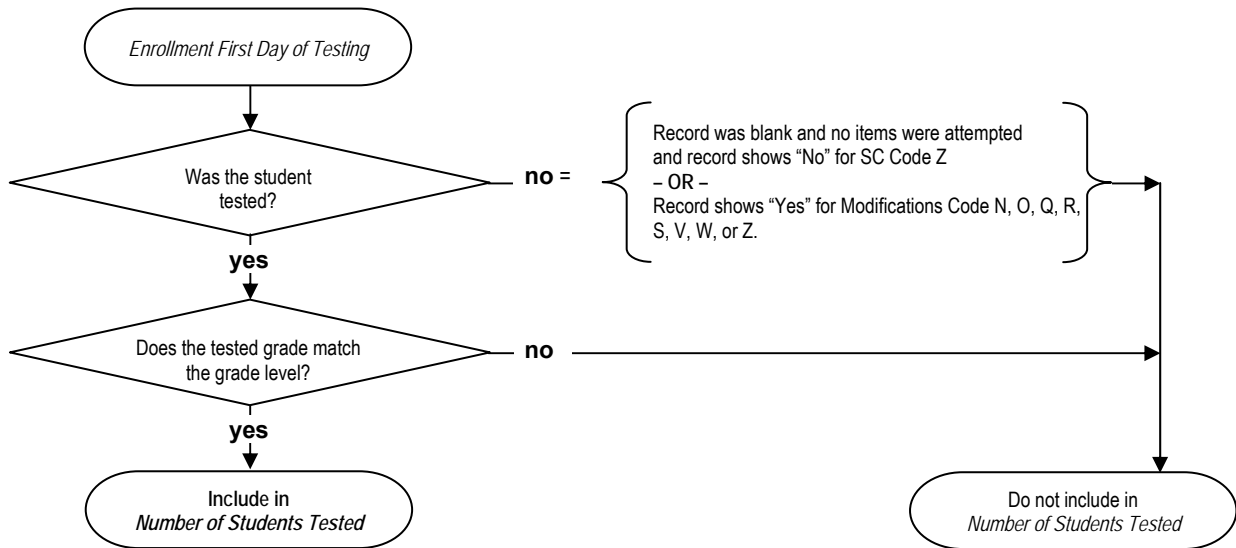 Enrollment First Day of Testing
Was the student
tested?
no =
Record was blank and no items were attempted
and record shows “No” for SC Code Z
– OR –
Record shows “Yes” for Modifications Code N, O, Q, R,
S, V, W, or Z.
yes
Does the tested grade match
the grade level?
no
yes
Include in
Number of Students Tested
Do not include in
Number of Students Tested